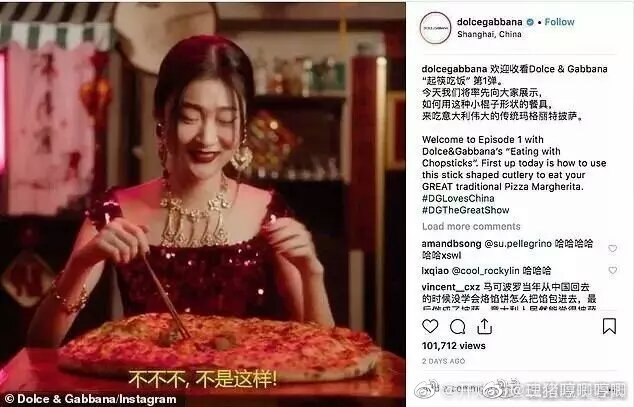 dolcegabbana • Follow
Shanghai, China
dolcegabbana 欢迎收看Dolce & Gabbana
“起筷吃饭” 第1弹。
今天我们将率先向大家展示,
如何用这种小棍子形状的餐具,
来吃意大利伟大的传统玛格丽特披萨。
Welcome to Episode 1 with
Dolce&Gabbana's "Eating with
Chopsticks". First up today is how to use
this stick shaped cutlery to eat your
GREAT traditional Pizza Margherita.
#DGLovesChina
#DGTheGreatShow
Load more comments
amandbsong @su.pellegrino 哈哈哈哈
哈哈xswl
lxqiao @cool_rockylin 哈哈哈
vincent__cxz 马可波罗当年从中国回去
的时候没学会烙馅饼怎么把馅包进去，最
101,712 views
2 DAYS AGO
不不不, 不是这样!
© Dolce & Gabbana/Instagram